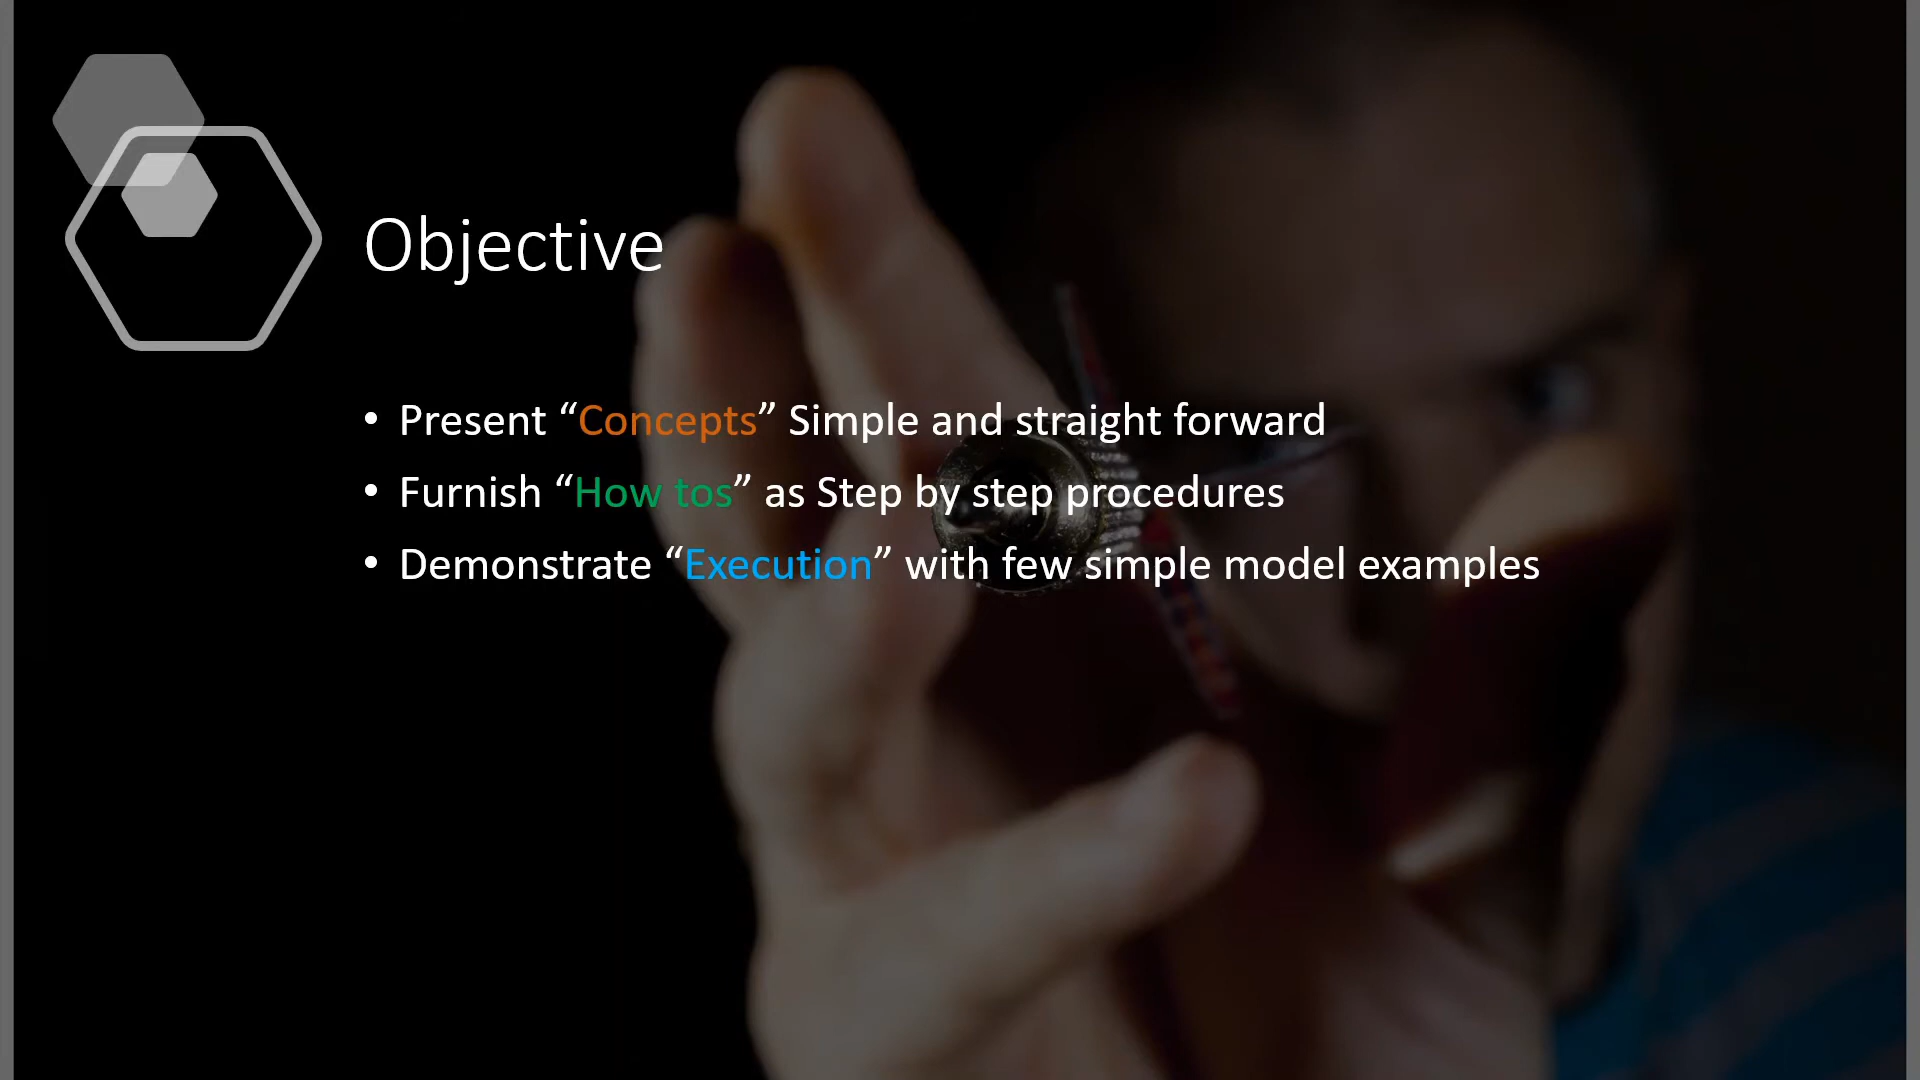 Objective
• Present “Concepts” Simple and straight forward
• Furnish “How tos” as Step by step procedures
• Demonstrate “Execution” with few simple model examples